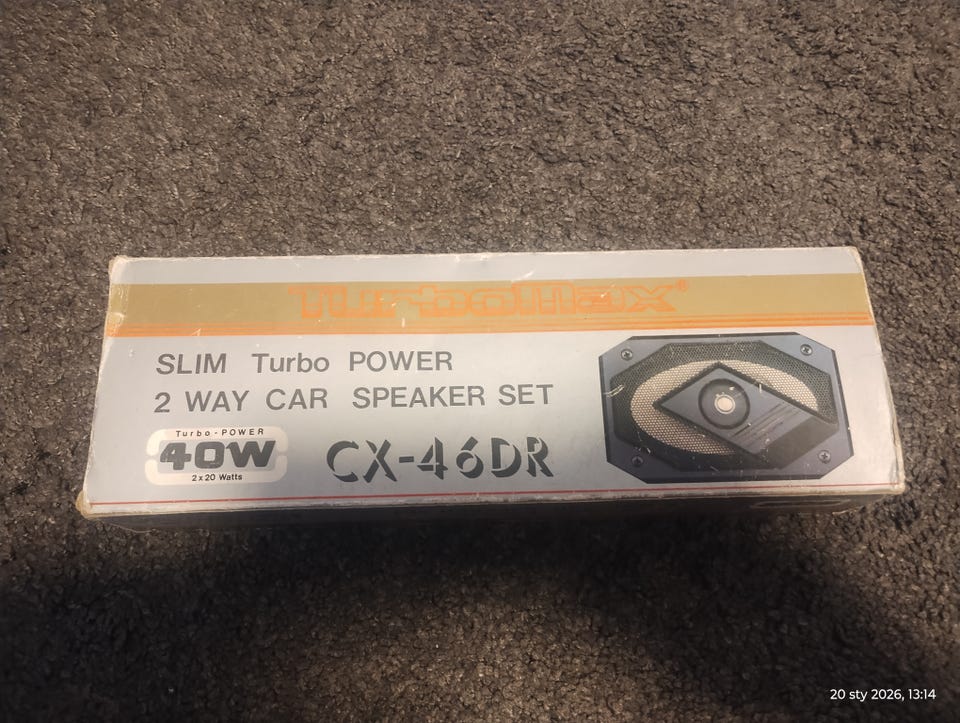 TurboMax®
SLIM Turbo POWER
2 WAY CAR SPEAKER SET
Turbo-POWER
40W
2x20 Watts
CX-46DR
20 sty 2026, 13:14